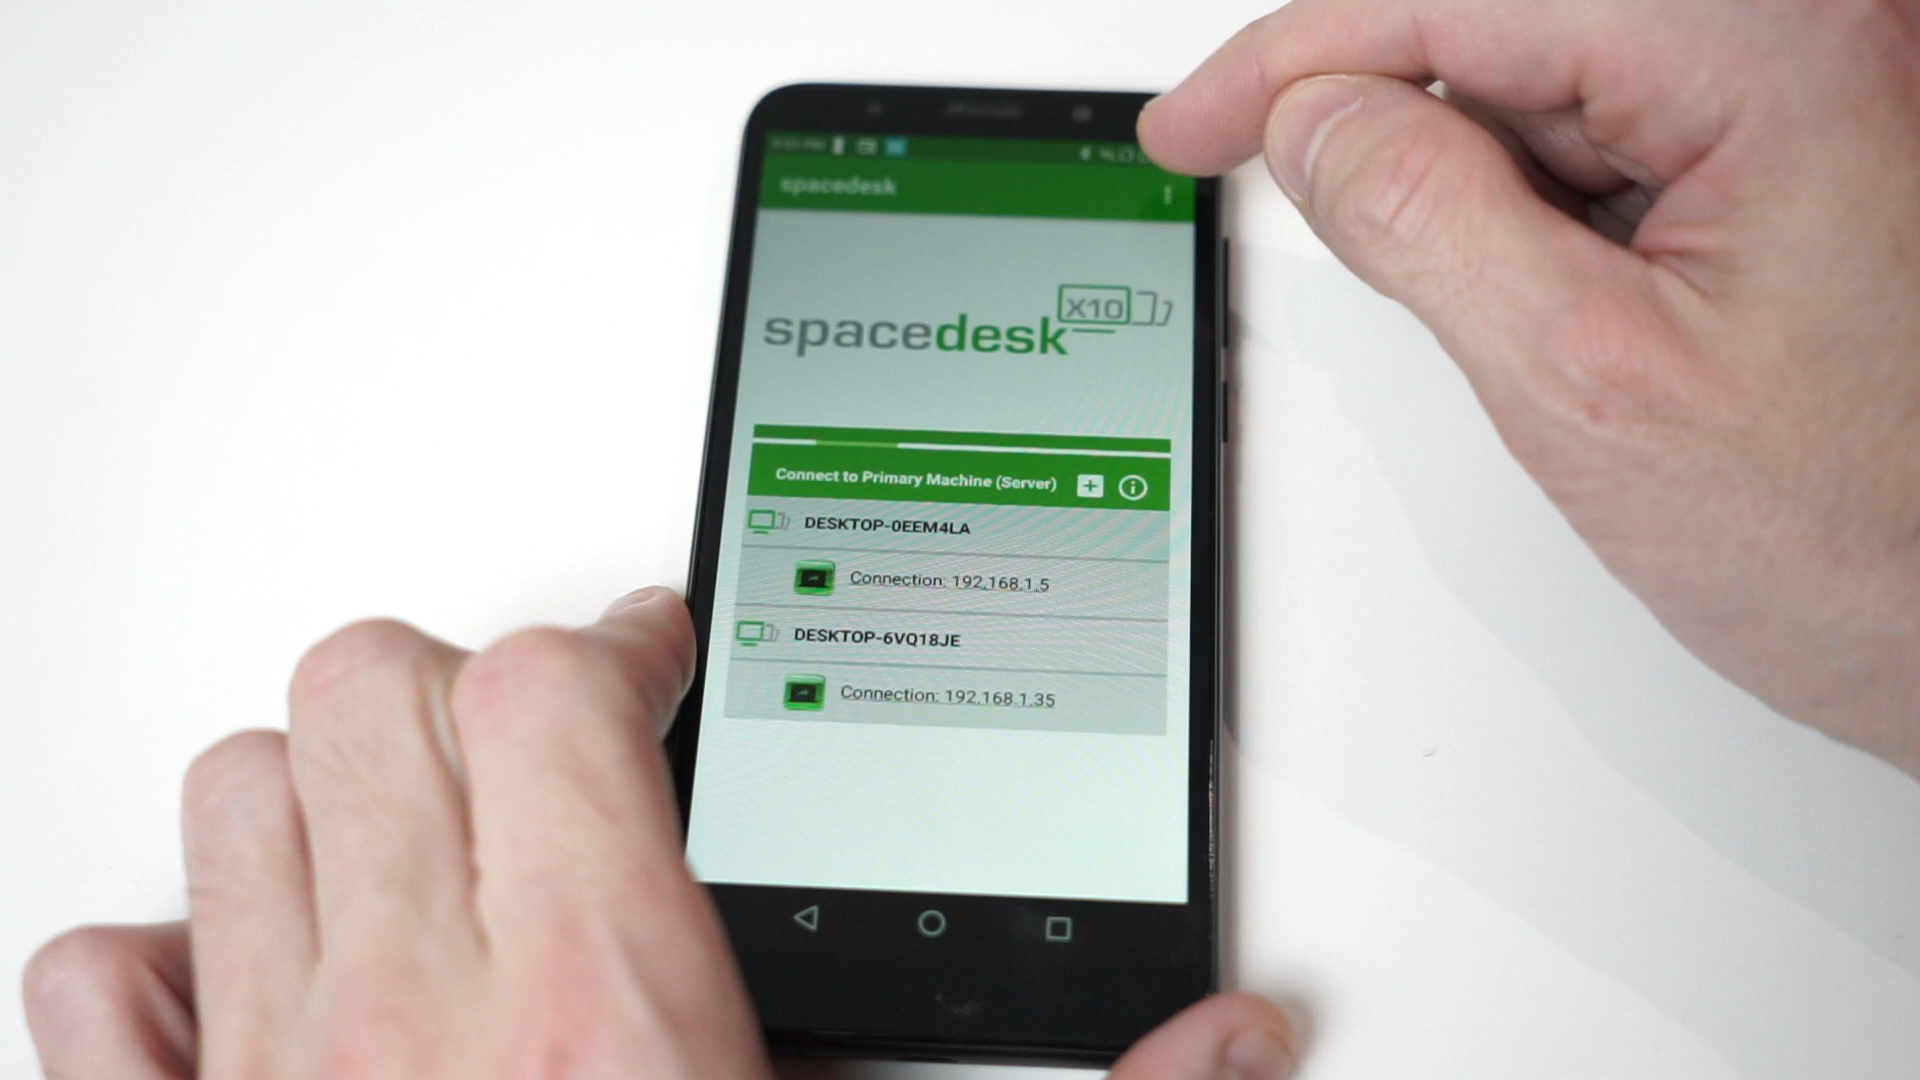 spacedesk
X10
spacedesk
Connect to Primary Machine (Server)
DESKTOP-0EEM4LA
Connection: 192.168.1.5
DESKTOP-6VQ18JE
Connection: 192.168.1.35